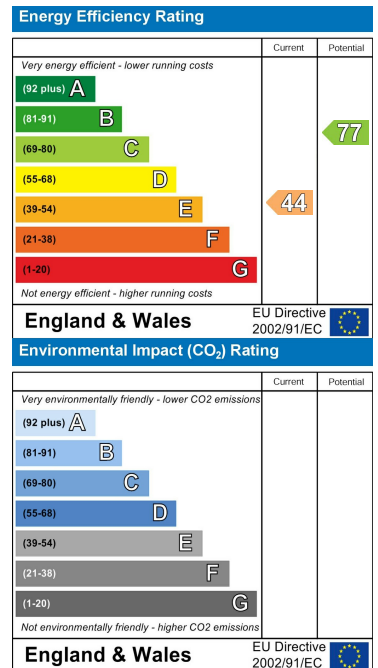 Energy Efficiency Rating
Current Potential
Very energy efficient - lower running costs
(92 plus) A
(81-91) B
77
(69-80) C
(55-68) D
(39-54) E
44
(21-38) F
(1-20) G
Not energy efficient - higher running costs
England & Wales
EU Directive
2002/91/EC
Environmental Impact (CO₂) Rating
Current Potential
Very environmentally friendly - lower CO2 emissions
(92 plus) A
(81-91) B
(69-80) C
(55-68) D
(39-54) E
(21-38) F
(1-20) G
Not environmentally friendly - higher CO2 emissions
England & Wales
EU Directive
2002/91/EC